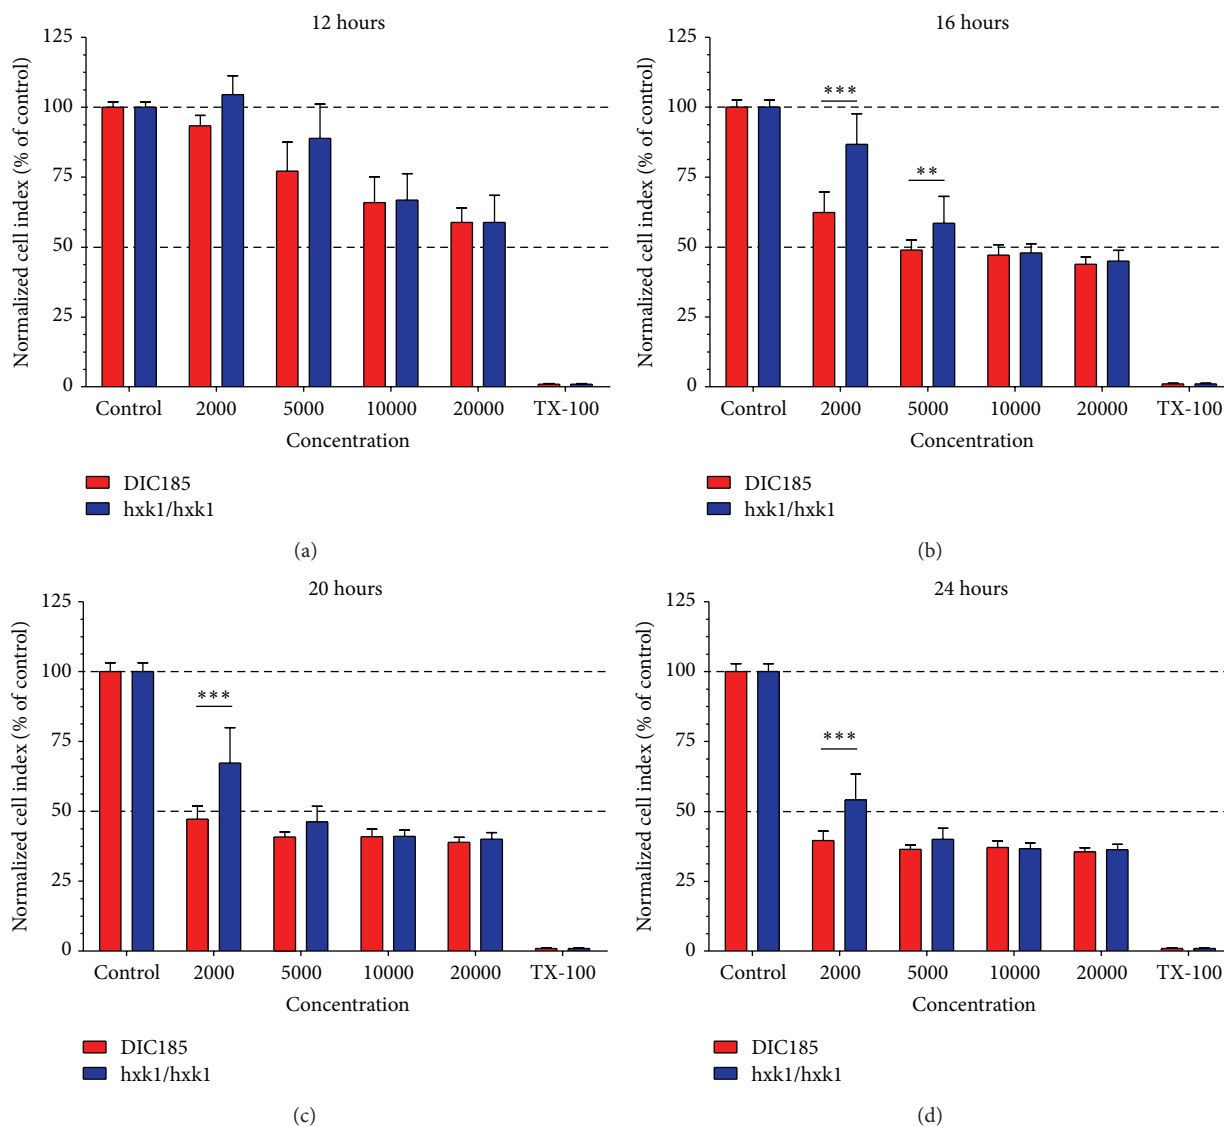 12 hours
Normalized cell index (% of control)
125
100
75
50
25
0
Control 2000 5000 10000 20000 TX-100
Concentration
DIC185
hxk1/hxk1
(a)
16 hours
Normalized cell index (% of control)
125
100
75
50
25
0
***
**
Control 2000 5000 10000 20000 TX-100
Concentration
DIC185
hxk1/hxk1
(b)
20 hours
Normalized cell index (% of control)
125
100
75
50
25
0
***
Control 2000 5000 10000 20000 TX-100
Concentration
DIC185
hxk1/hxk1
(c)
24 hours
Normalized cell index (% of control)
125
100
75
50
25
0
***
Control 2000 5000 10000 20000 TX-100
Concentration
DIC185
hxk1/hxk1
(d)